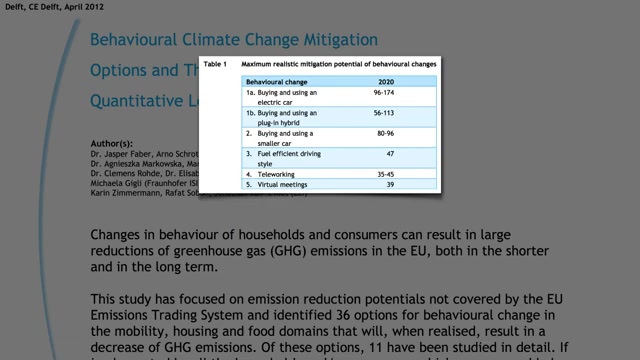 Delft, CE Delft, April 2012
Behavioural Climate Change Mitigation
Options and Th
Quantitative Le
Table 1 Maximum realistic mitigation potential of behavioural changes
Behavioural change 2020
1a. Buying and using an electric car 96-174
1b. Buying and using an plug-in hybrid 56-113
2. Buying and using a smaller car 80-96
3. Fuel efficient driving style 47
4. Teleworking 35-45
5. Virtual meetings 39
Author(s):
Dr. Jasper Faber, Arno Schrot
Dr. Agnieszka Markowska, Ma
Dr. Clemens Rohde, Dr. Elisab
Michaela Gigli (Fraunhofer ISI
Karin Zimmermann, Rafat Sob
Changes in behaviour of households and consumers can result in large
reductions of greenhouse gas (GHG) emissions in the EU, both in the shorter
and in the long term.
This study has focused on emission reduction potentials not covered by the EU
Emissions Trading System and identified 36 options for behavioural change in
the mobility, housing and food domains that will, when realised, result in a
decrease of GHG emissions. Of these options, 11 have been studied in detail. If